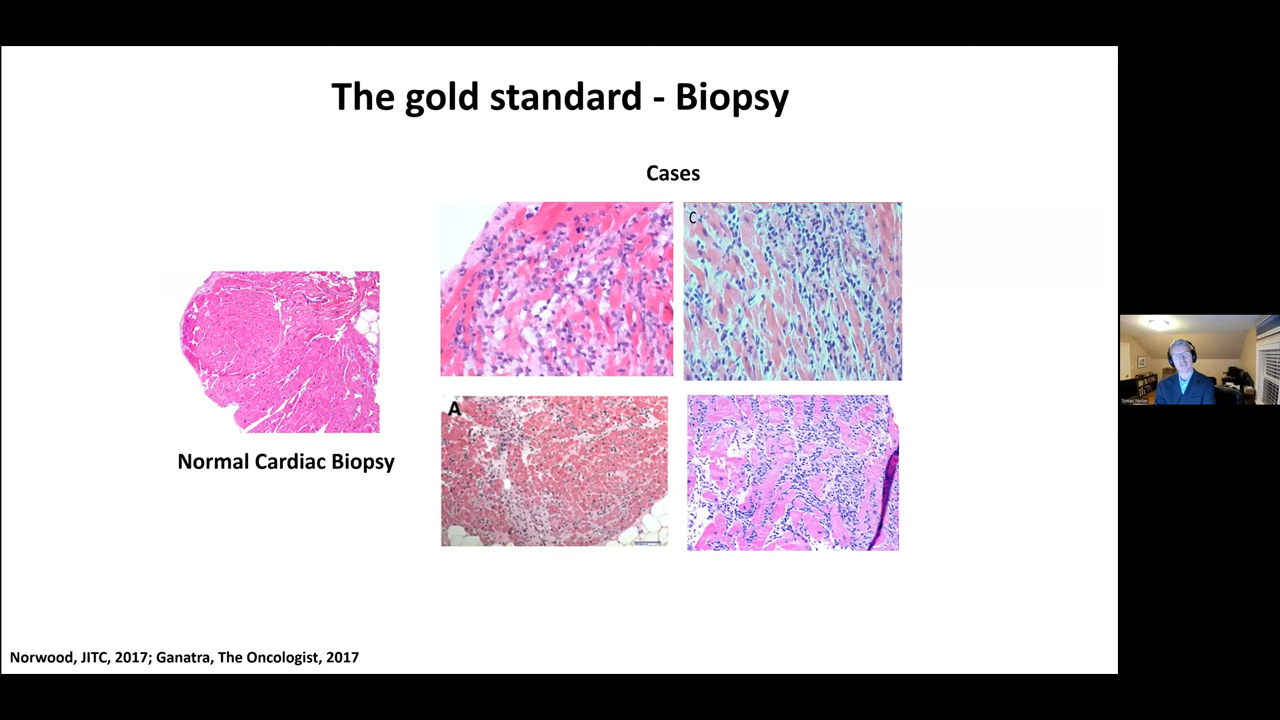 The gold standard - Biopsy
Cases
C
A
Normal Cardiac Biopsy
Norwood, JITC, 2017; Ganatra, The Oncologist, 2017